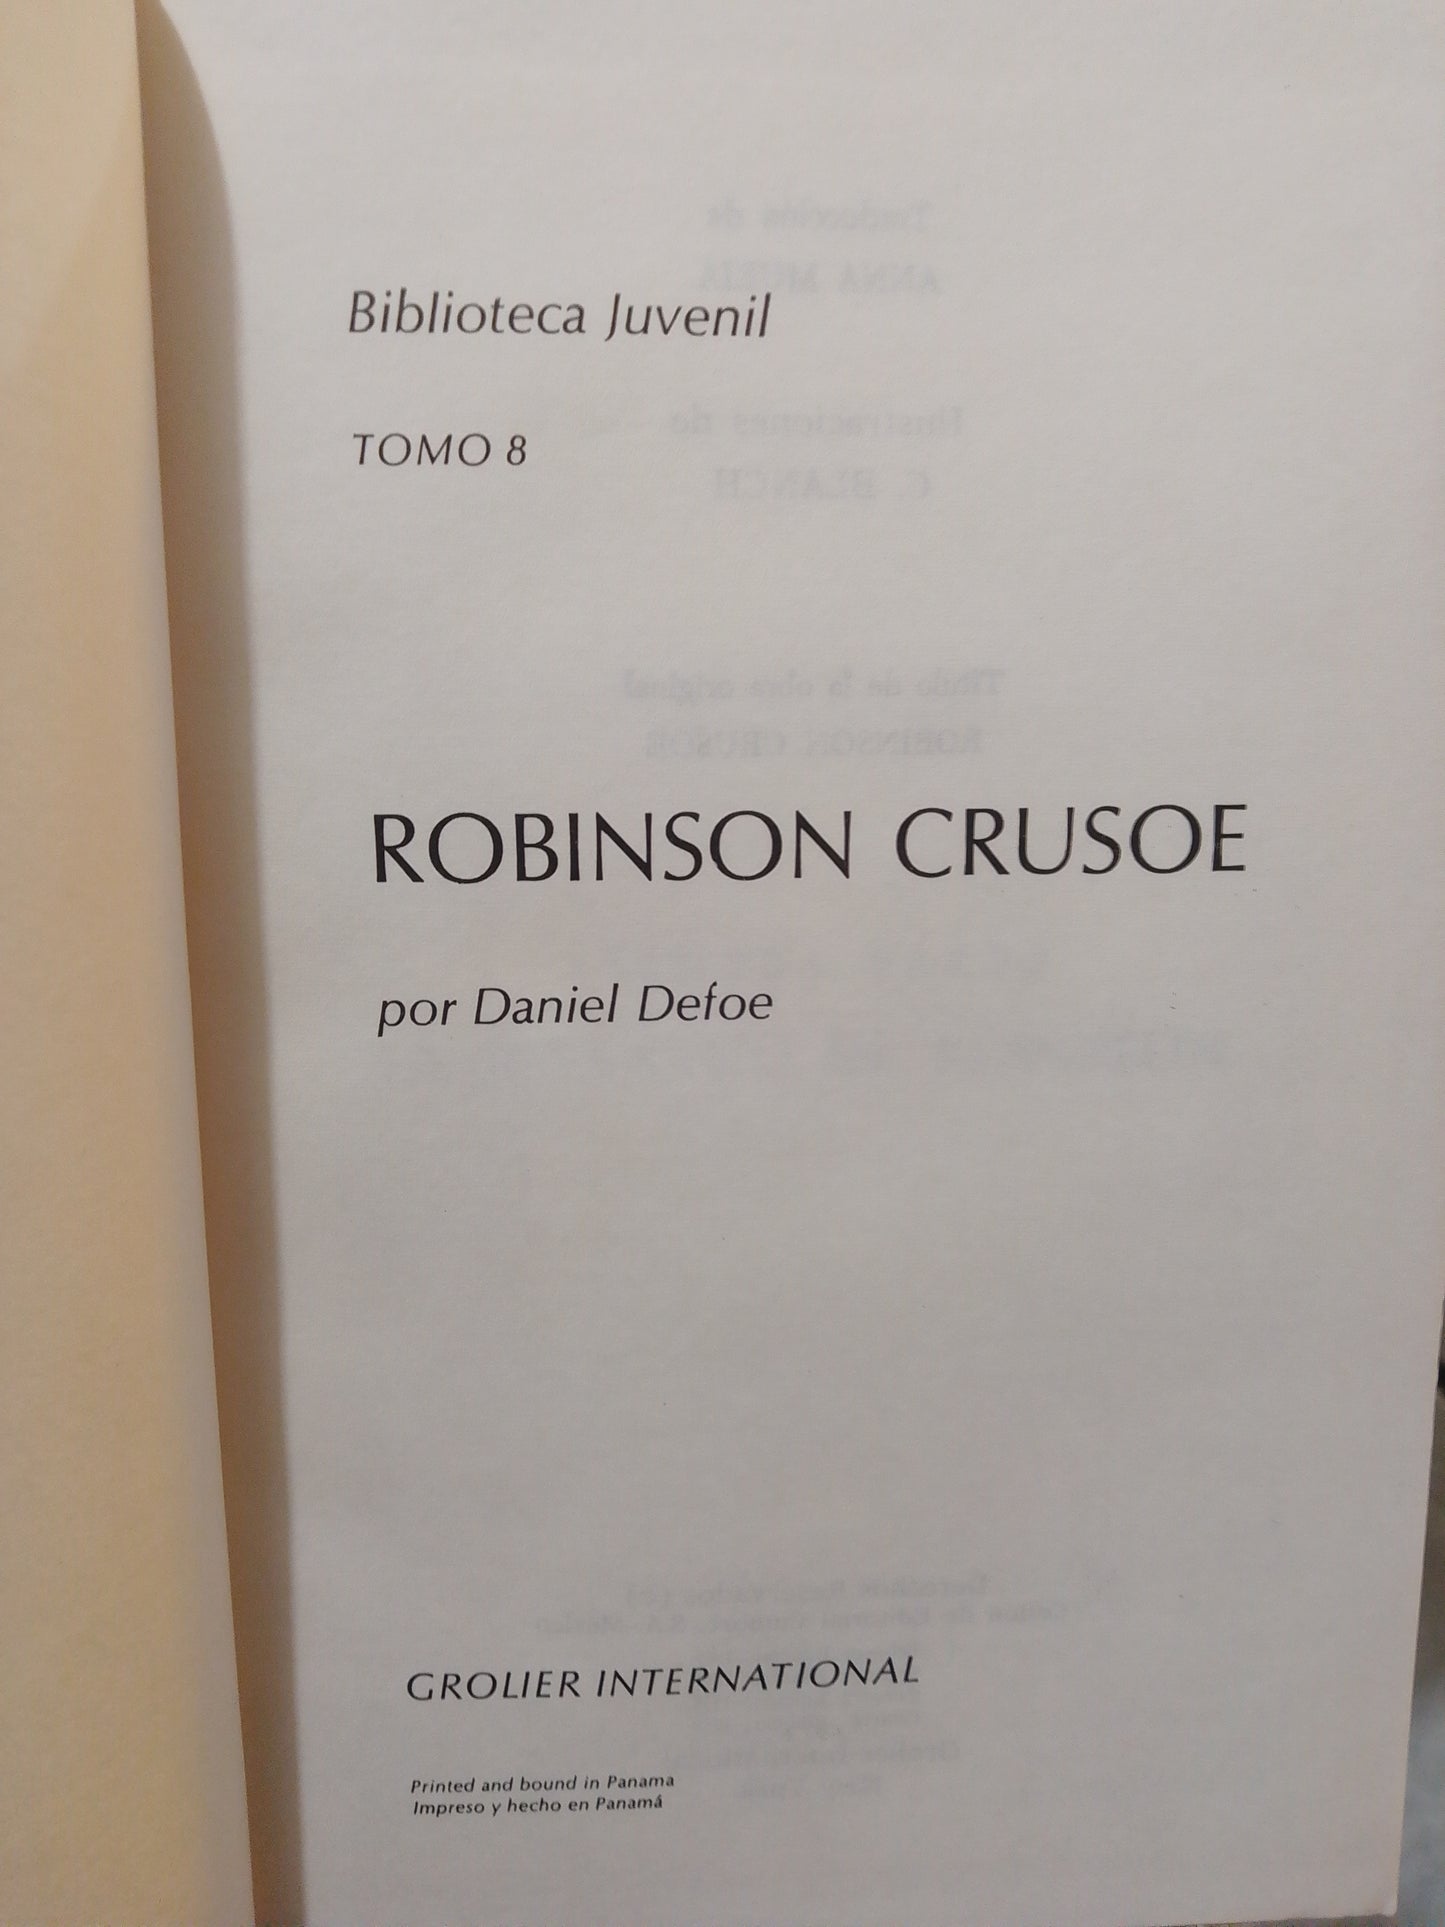 Biblioteca Juvenil
TOMO 8
ROBINSON CRUSOE
por Daniel Defoe
GROLIER INTERNATIONAL
Printed and bound in Panama
Impreso y hecho en Panamá